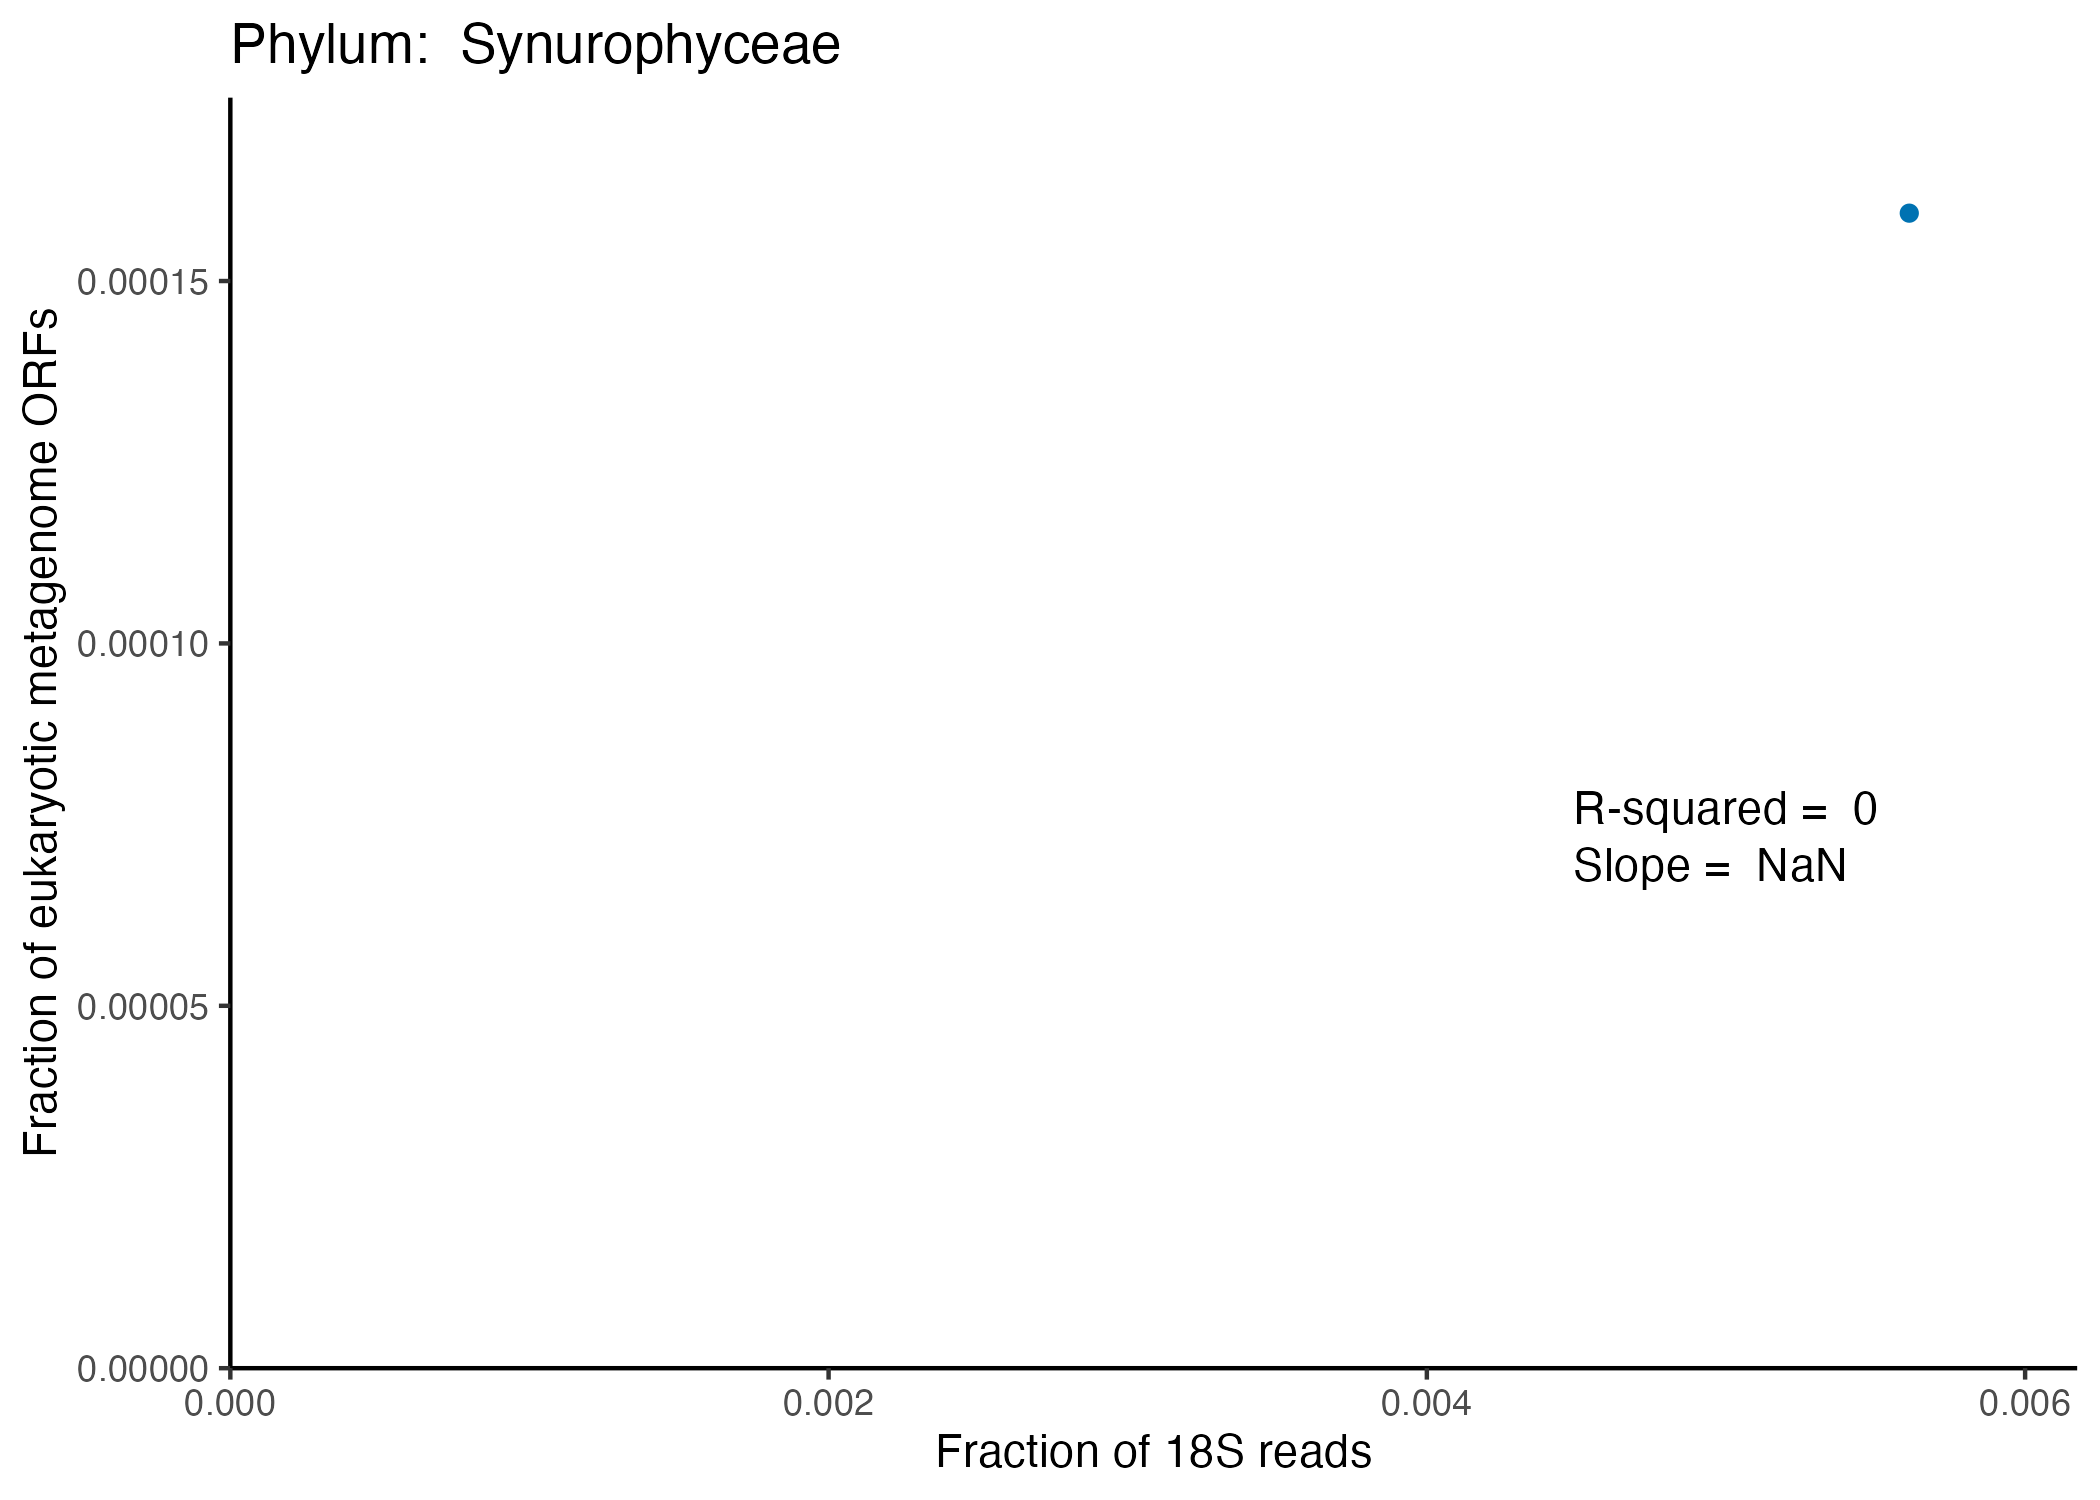 Phylum:  Synurophyceae
Fraction of eukaryotic metagenome ORFs
0.00015
0.00010
0.00005
0.00000
R-squared =  0
Slope =  NaN
0.000 0.002 0.004 0.006
Fraction of 18S reads